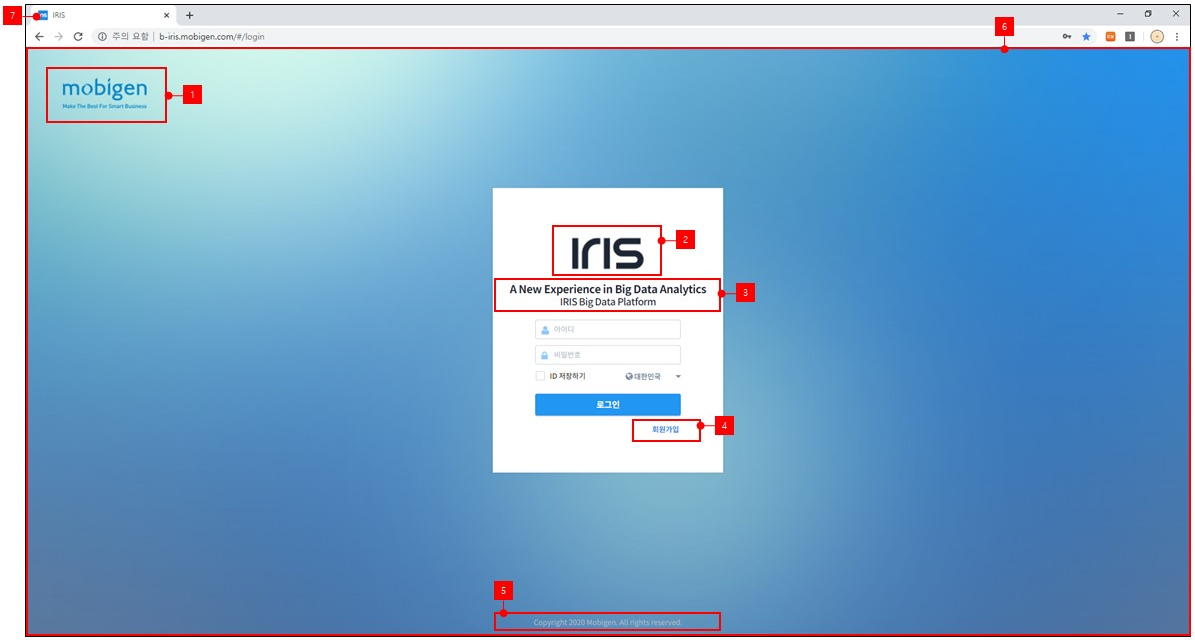 7
IRIS
6
주의 요함
b-iris.mobigen.com/#/login
mobigen
Make The Best For Smart Business
1
IRIS
2
A New Experience in Big Data Analytics
IRIS Big Data Platform
3
아이디
비밀번호
ID 저장하기
대한민국
로그인
회원가입
4
5
Copyright 2020 Mobigen. All rights reserved.